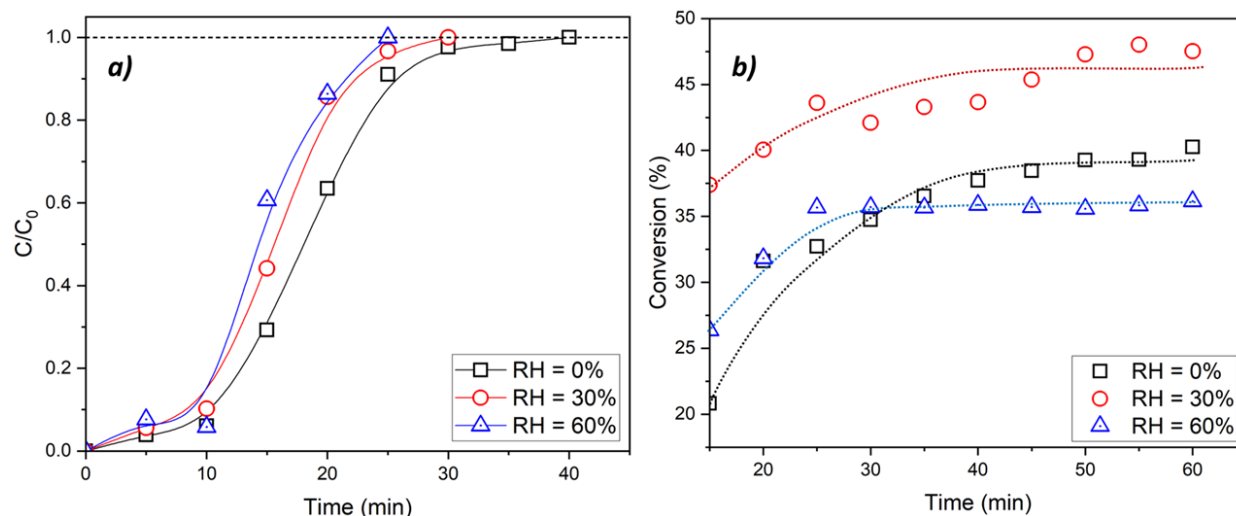 a)
1.0
0.8
0.6
0.4
0.2
0.0
C/C₀
0 10 20 30 40
Time (min)
RH = 0%
RH = 30%
RH = 60%
b)
50
45
40
35
30
25
20
Conversion (%)
20 30 40 50 60
Time (min)
RH = 0%
RH = 30%
RH = 60%